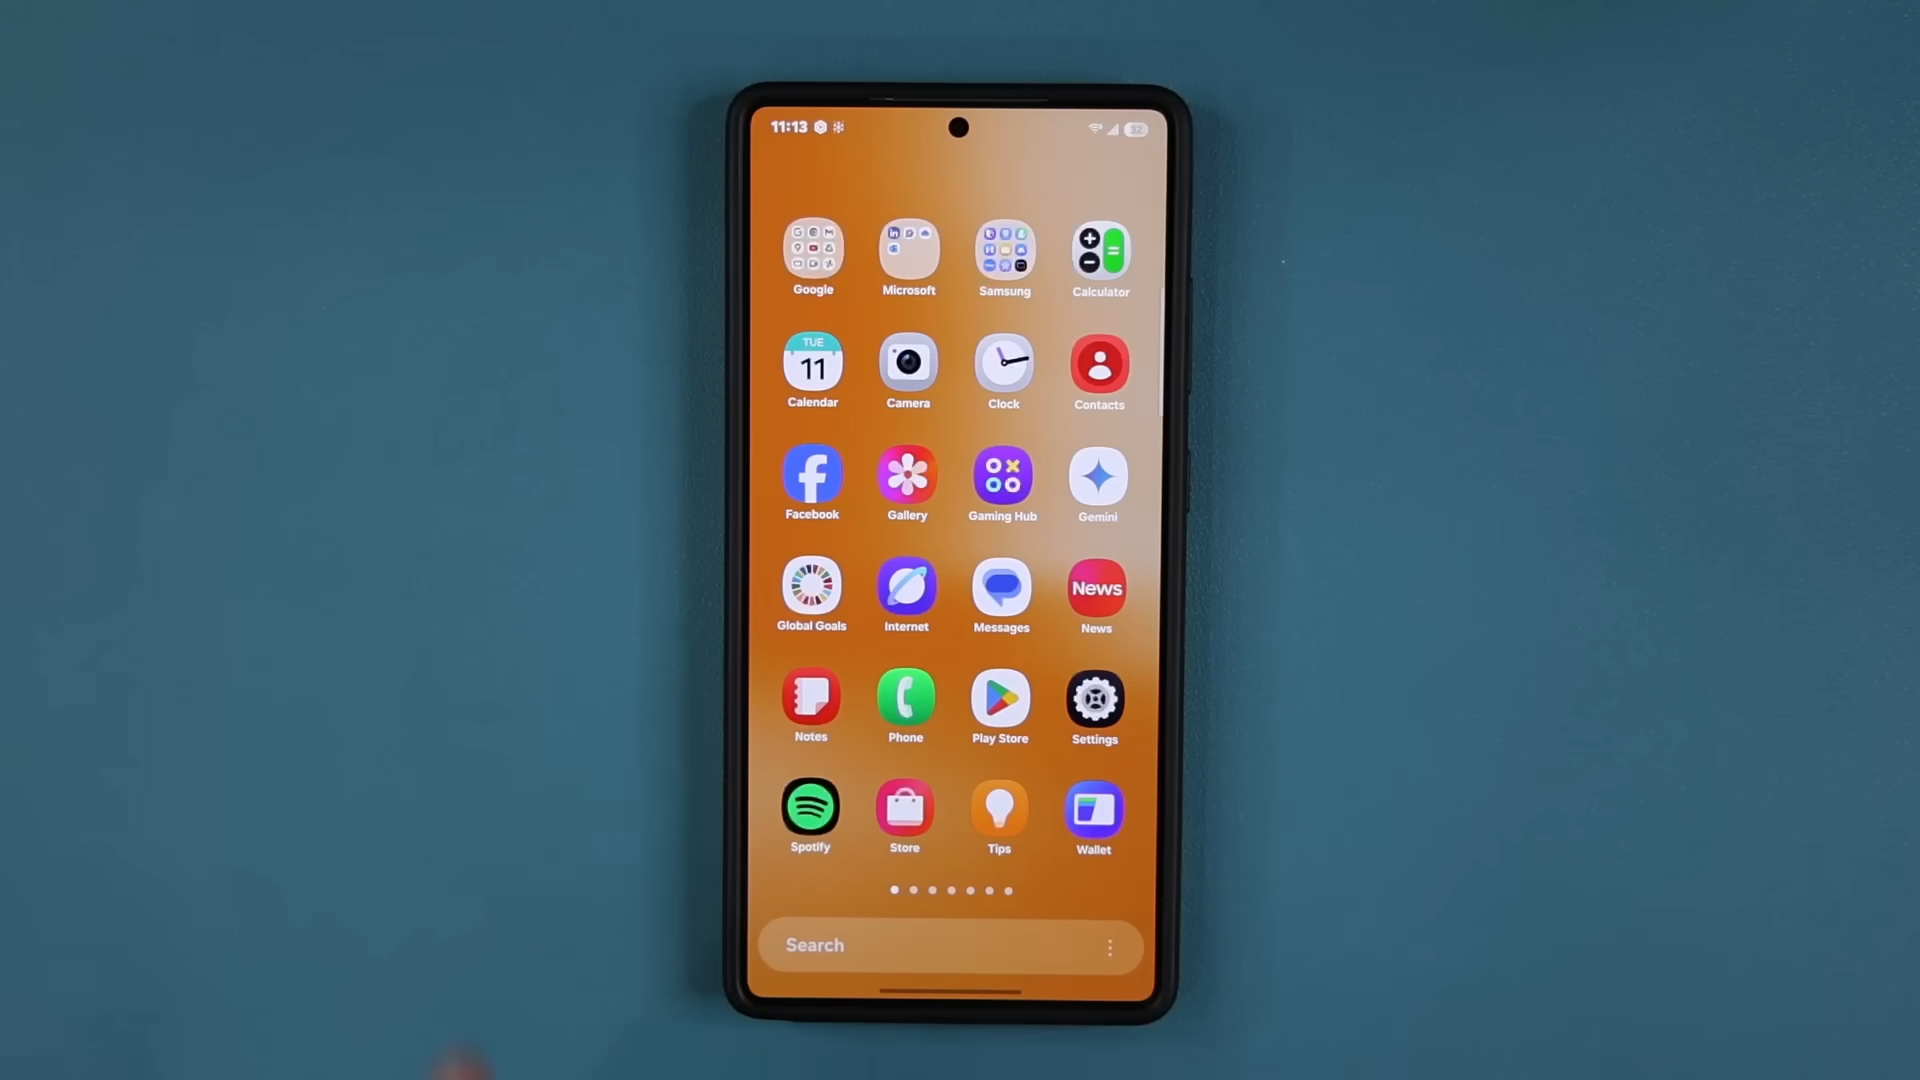 11:13 32
Google Microsoft Samsung Calculator
TUE
11
Calendar Camera Clock Contacts
Facebook Gallery Gaming Hub Gemini
News
Global Goals Internet Messages News
Notes Phone Play Store Settings
Spotify Store Tips Wallet
Search